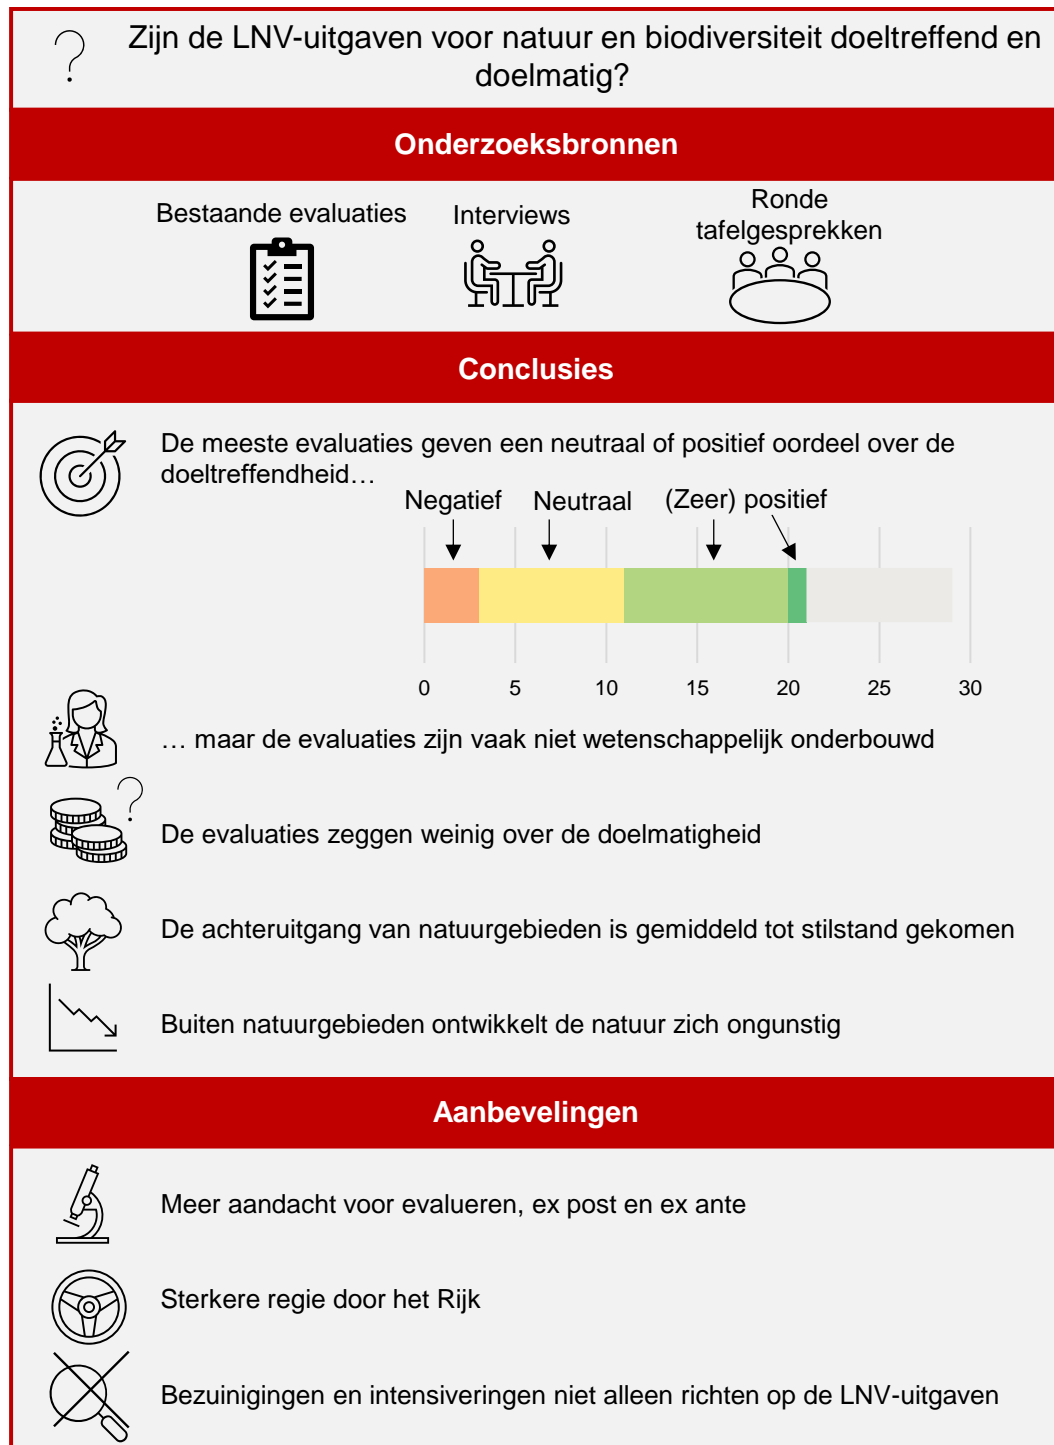 Zijn de LNV-uitgaven voor natuur en biodiversiteit doeltreffend en
doelmatig?
Onderzoeksbronnen
Bestaande evaluaties
Interviews
Ronde
tafelgesprekken
Conclusies
De meeste evaluaties geven een neutraal of positief oordeel over de
doeltreffendheid…
Negatief Neutraal (Zeer) positief
0 5 10 15 20 25 30
… maar de evaluaties zijn vaak niet wetenschappelijk onderbouwd
De evaluaties zeggen weinig over de doelmatigheid
De achteruitgang van natuurgebieden is gemiddeld tot stilstand gekomen
Buiten natuurgebieden ontwikkelt de natuur zich ongunstig
Aanbevelingen
Meer aandacht voor evalueren, ex post en ex ante
Sterkere regie door het Rijk
Bezuinigingen en intensiveringen niet alleen richten op de LNV-uitgaven